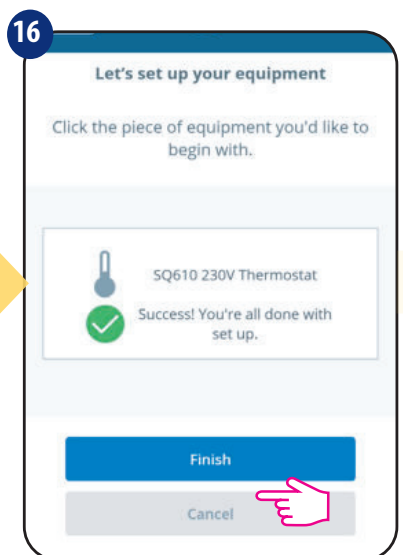 16
Let's set up your equipment
Click the piece of equipment you'd like to
begin with.
SQ610 230V Thermostat
Success! You're all done with
set up.
Finish
Cancel